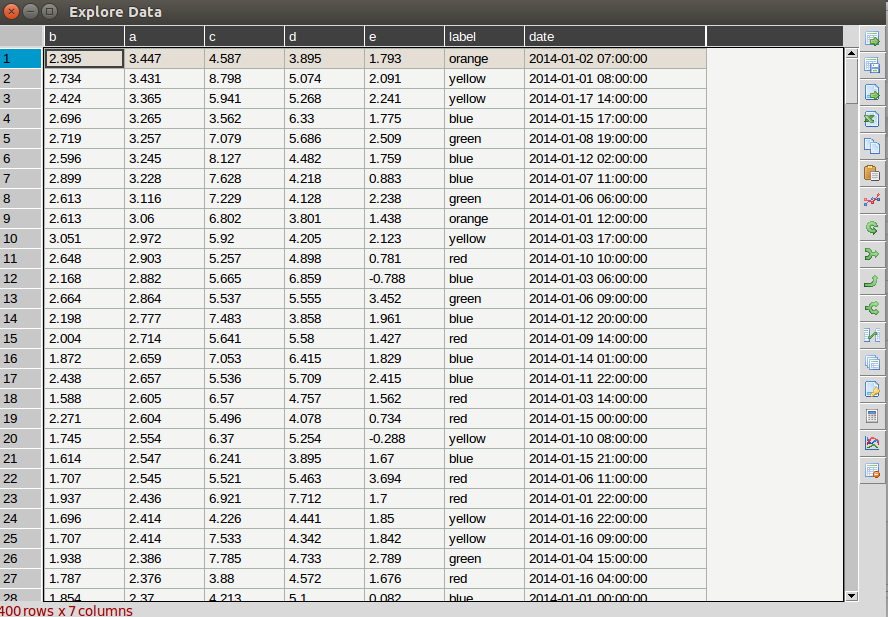 Explore Data
b a c d e label date
1 2.395 3.447 4.587 3.895 1.793 orange 2014-01-02 07:00:00
2 2.734 3.431 8.798 5.074 2.091 yellow 2014-01-01 08:00:00
3 2.424 3.365 5.941 5.268 2.241 yellow 2014-01-17 14:00:00
4 2.696 3.265 3.562 6.33 1.775 blue 2014-01-15 17:00:00
5 2.719 3.257 7.079 5.686 2.509 green 2014-01-08 19:00:00
6 2.596 3.245 8.127 4.482 1.759 blue 2014-01-12 02:00:00
7 2.899 3.228 7.628 4.218 0.883 blue 2014-01-07 11:00:00
8 2.613 3.116 7.229 4.128 2.238 green 2014-01-06 06:00:00
9 2.613 3.06 6.802 3.801 1.438 orange 2014-01-01 12:00:00
10 3.051 2.972 5.92 4.205 2.123 yellow 2014-01-03 17:00:00
11 2.648 2.903 5.257 4.898 0.781 red 2014-01-10 10:00:00
12 2.168 2.882 5.665 6.859 -0.788 blue 2014-01-03 06:00:00
13 2.664 2.864 5.537 5.555 3.452 green 2014-01-06 09:00:00
14 2.198 2.777 7.483 3.858 1.961 blue 2014-01-12 20:00:00
15 2.004 2.714 5.641 5.58 1.427 red 2014-01-09 14:00:00
16 1.872 2.659 7.053 6.415 1.829 blue 2014-01-14 01:00:00
17 2.438 2.657 5.536 5.709 2.415 blue 2014-01-11 22:00:00
18 1.588 2.605 6.57 4.757 1.562 red 2014-01-03 14:00:00
19 2.271 2.604 5.496 4.078 0.734 red 2014-01-15 00:00:00
20 1.745 2.554 6.37 5.254 -0.288 yellow 2014-01-10 08:00:00
21 1.614 2.547 6.241 3.895 1.67 blue 2014-01-15 21:00:00
22 1.707 2.545 5.521 5.463 3.694 red 2014-01-06 11:00:00
23 1.937 2.436 6.921 7.712 1.7 red 2014-01-01 22:00:00
24 1.696 2.414 4.226 4.441 1.85 yellow 2014-01-16 22:00:00
25 1.707 2.414 7.533 4.342 1.842 yellow 2014-01-16 09:00:00
26 1.938 2.386 7.785 4.733 2.789 green 2014-01-04 15:00:00
27 1.787 2.376 3.88 4.572 1.676 red 2014-01-16 04:00:00
28 1.854 2.37 4.213 5.1 0.082 blue 2014-01-01 00:00:00
400 rows x 7 columns